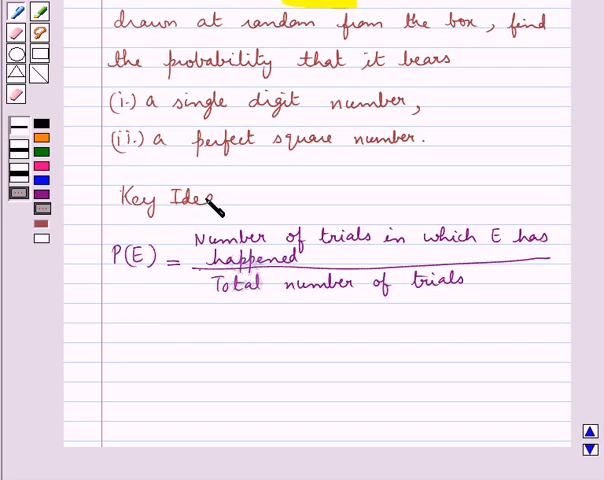 drawn at random from the box, find
the probability that it bears
(i.) a single digit number,
(ii.) a perfect square number.
Key Idea
P(E) = Number of trials in which E has
happened
Total number of trials